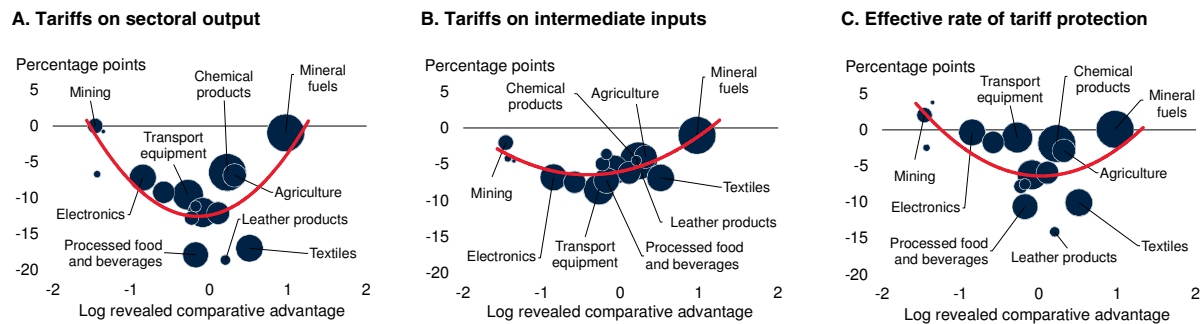 A. Tariffs on sectoral output
Percentage points
5
0
-5
-10
-15
-20
Mining
Chemical
products
Mineral
fuels
Transport
equipment
Agriculture
Electronics
Leather products
Processed food
and beverages
Textiles
-2
-1
0
1
2
Log revealed comparative advantage
B. Tariffs on intermediate inputs
Percentage points
5
0
-5
-10
-15
-20
Chemical
products
Agriculture
Mineral
fuels
Mining
Textiles
Leather products
Electronics
Transport
equipment
Processed food
and beverages
-2
-1
0
1
2
Log revealed comparative advantage
C. Effective rate of tariff protection
Percentage points
5
0
-5
-10
-15
-20
Transport
equipment
Chemical
products
Mineral
fuels
Mining
Agriculture
Electronics
Processed food
and beverages
Leather products
Textiles
-2
-1
0
1
2
Log revealed comparative advantage